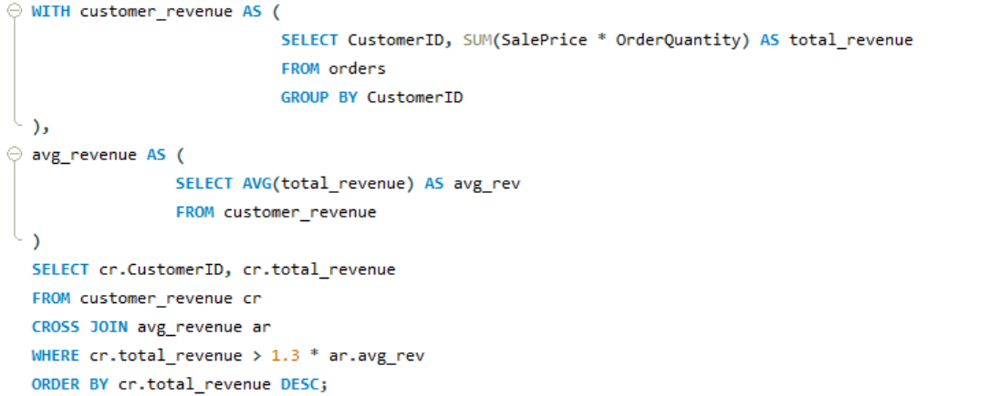 WITH customer_revenue AS (
SELECT CustomerID, SUM(SalePrice * OrderQuantity) AS total_revenue
FROM orders
GROUP BY CustomerID
),
avg_revenue AS (
SELECT AVG(total_revenue) AS avg_rev
FROM customer_revenue
)
SELECT cr.CustomerID, cr.total_revenue
FROM customer_revenue cr
CROSS JOIN avg_revenue ar
WHERE cr.total_revenue > 1.3 * ar.avg_rev
ORDER BY cr.total_revenue DESC;